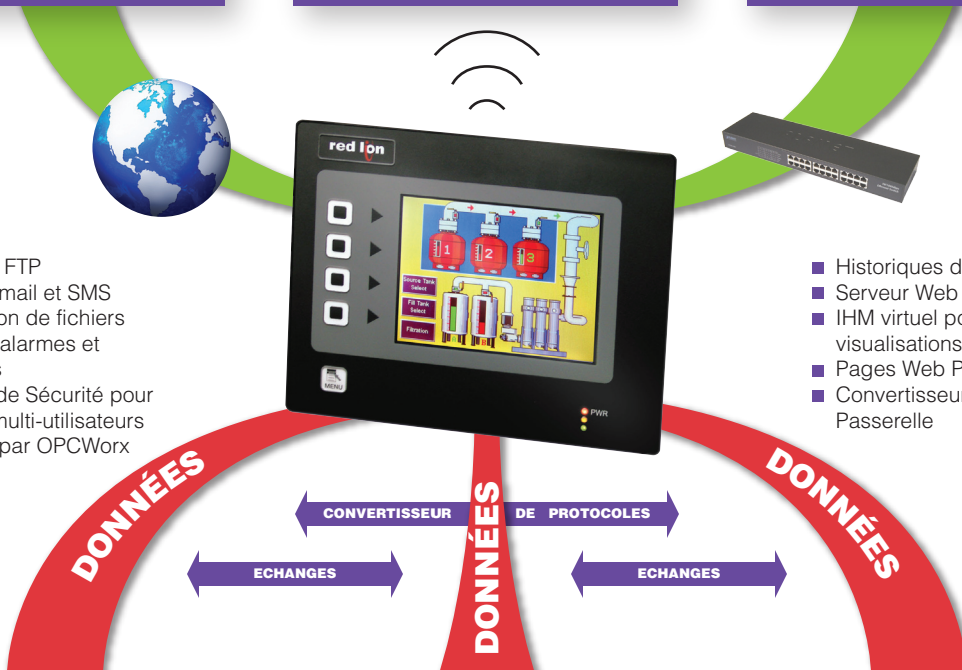 red lion
1
2
3
Source Tank
Select
Fill Tank
Select
Filtration
MENU
PWR
FTP
mail et SMS
on de fichiers
alarmes et
s
de Sécurité pour
multi-utilisateurs
par OPCWorx
Historiques d
Serveur Web
IHM virtuel po
visualisations
Pages Web P
Convertisseur
Passerelle
DONNÉES
DONNÉES
DONNÉES
CONVERTISSEUR DE PROTOCOLES
ECHANGES
ECHANGES